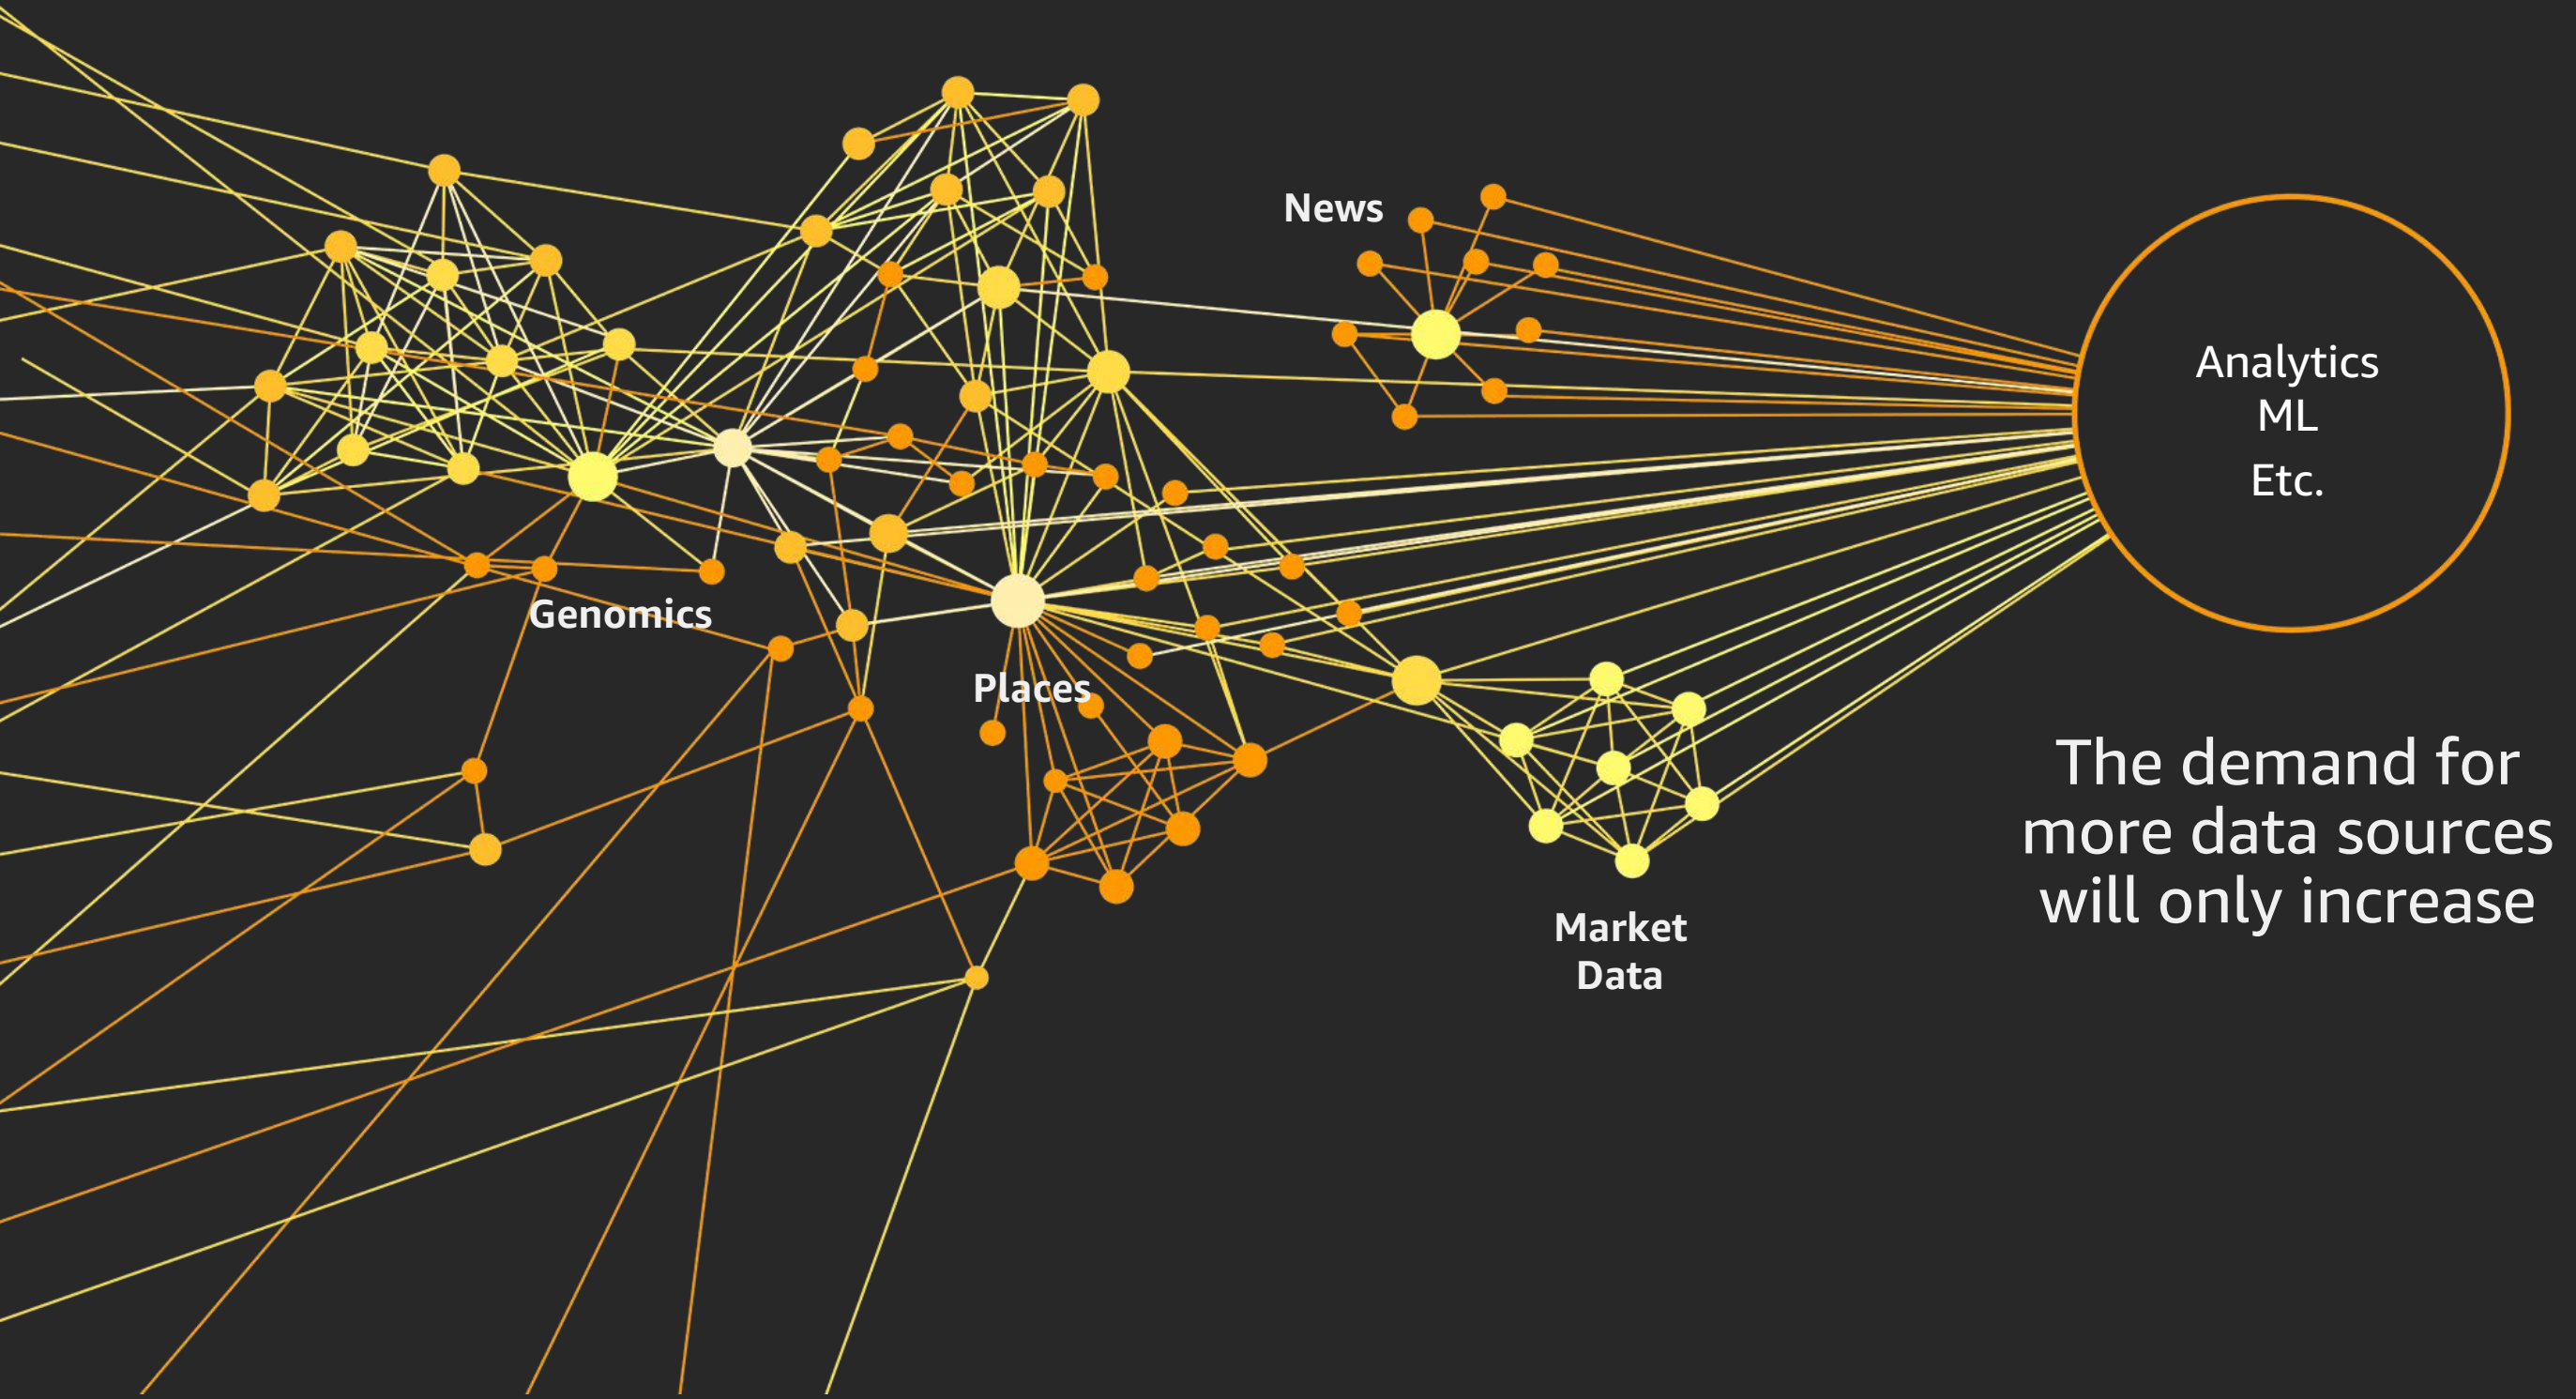 News
Analytics
ML
Etc.
Genomics
Places
The demand for
more data sources
will only increase
Market
Data